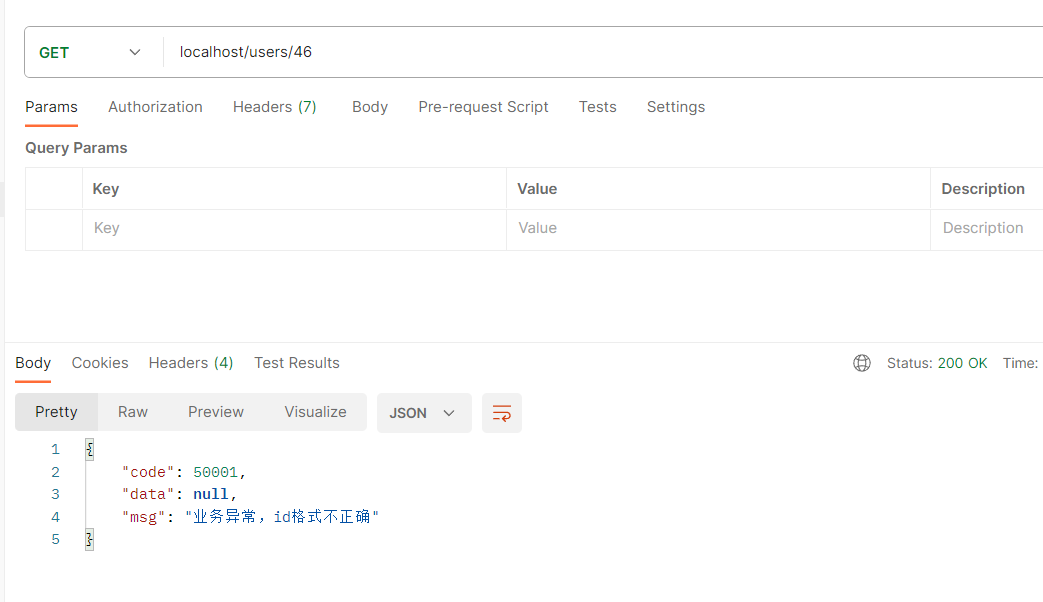 GET localhost/users/46
Params Authorization Headers (7) Body Pre-request Script Tests Settings
Query Params
Key Value Description
Key Value Description
Body Cookies Headers (4) Test Results Status: 200 OK Time:
Pretty Raw Preview Visualize JSON
1 {
2 "code": 50001,
3 "data": null,
4 "msg": "业务异常，id格式不正确"
5 }